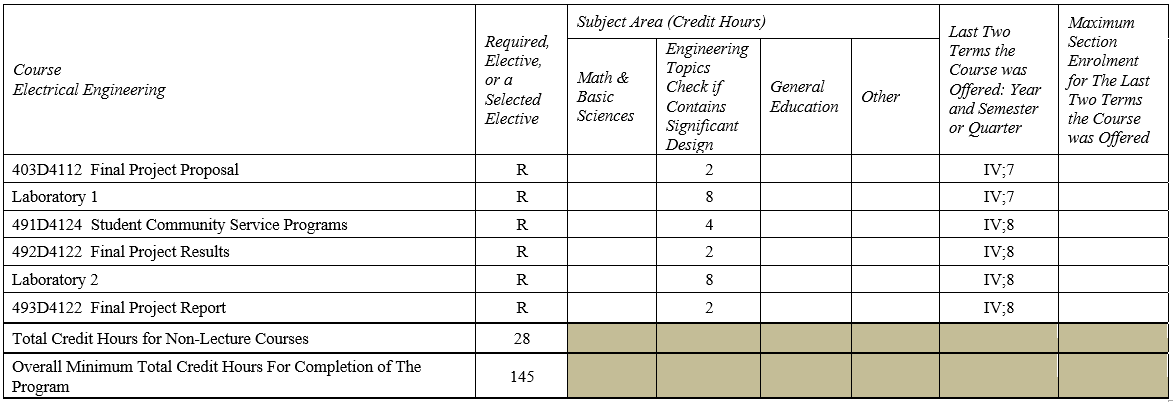 Course
Electrical Engineering
Required,
Elective,
or a
Selected
Elective
Subject Area (Credit Hours)
Math &
Basic
Sciences
Engineering
Topics
Check if
Contains
Significant
Design
General
Education
Other
Last Two
Terms the
Course was
Offered: Year
and Semester
or Quarter
Maximum
Section
Enrolment
for The Last
Two Terms
the Course
was Offered
403D4112 Final Project Proposal R 2 IV;7
Laboratory 1 R 8 IV;7
491D4124 Student Community Service Programs R 4 IV;8
492D4122 Final Project Results R 2 IV;8
Laboratory 2 R 8 IV;8
493D4122 Final Project Report R 2 IV;8
Total Credit Hours for Non-Lecture Courses 28
Overall Minimum Total Credit Hours For Completion of The
Program 145